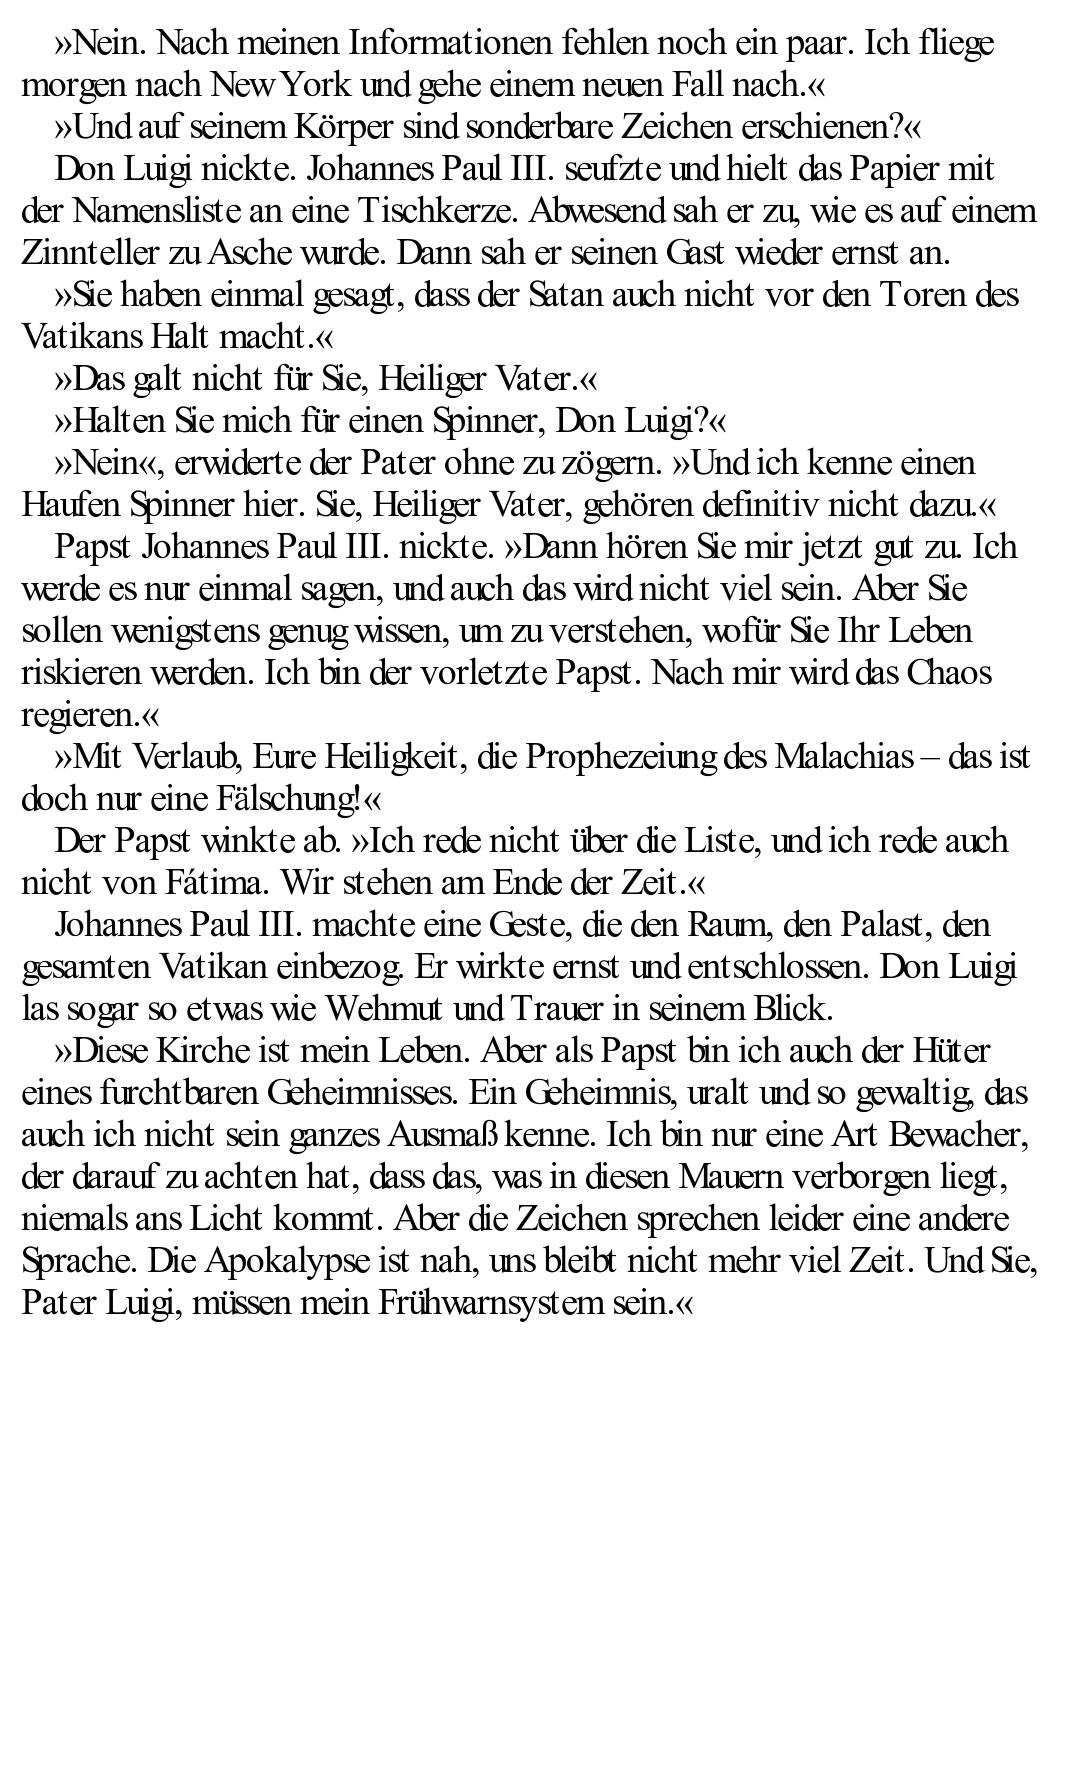 »Nein. Nach meinen Informationen fehlen noch ein paar. Ich fliege
morgen nach New York und gehe einem neuen Fall nach.«
»Und auf seinem Körper sind sonderbare Zeichen erschienen?«
Don Luigi nickte. Johannes Paul III. seufzte und hielt das Papier mit
der Namensliste an eine Tischkerze. Abwesend sah er zu, wie es auf einem
Zinnteller zu Asche wurde. Dann sah er seinen Gast wieder ernst an.
»Sie haben einmal gesagt, dass der Satan auch nicht vor den Toren des
Vatikans Halt macht.«
»Das galt nicht für Sie, Heiliger Vater.«
»Halten Sie mich für einen Spinner, Don Luigi?«
»Nein«, erwiderte der Pater ohne zu zögern. »Und ich kenne einen
Haufen Spinner hier. Sie, Heiliger Vater, gehören definitiv nicht dazu.«
Papst Johannes Paul III. nickte. »Dann hören Sie mir jetzt gut zu. Ich
werde es nur einmal sagen, und auch das wird nicht viel sein. Aber Sie
sollen wenigstens genug wissen, um zu verstehen, wofür Sie Ihr Leben
riskieren werden. Ich bin der vorletzte Papst. Nach mir wird das Chaos
regieren.«
»Mit Verlaub, Eure Heiligkeit, die Prophezeiung des Malachias – das ist
doch nur eine Fälschung!«
Der Papst winkte ab. »Ich rede nicht über die Liste, und ich rede auch
nicht von Fátima. Wir stehen am Ende der Zeit.«
Johannes Paul III. machte eine Geste, die den Raum, den Palast, den
gesamten Vatikan einbezog. Er wirkte ernst und entschlossen. Don Luigi
las sogar so etwas wie Wehmut und Trauer in seinem Blick.
»Diese Kirche ist mein Leben. Aber als Papst bin ich auch der Hüter
eines furchtbaren Geheimnisses. Ein Geheimnis, uralt und so gewaltig, das
auch ich nicht sein ganzes Ausmaß kenne. Ich bin nur eine Art Bewacher,
der darauf zu achten hat, dass das, was in diesen Mauern verborgen liegt,
niemals ans Licht kommt. Aber die Zeichen sprechen leider eine andere
Sprache. Die Apokalypse ist nah, uns bleibt nicht mehr viel Zeit. Und Sie,
Pater Luigi, müssen mein Frühwarnsystem sein.«